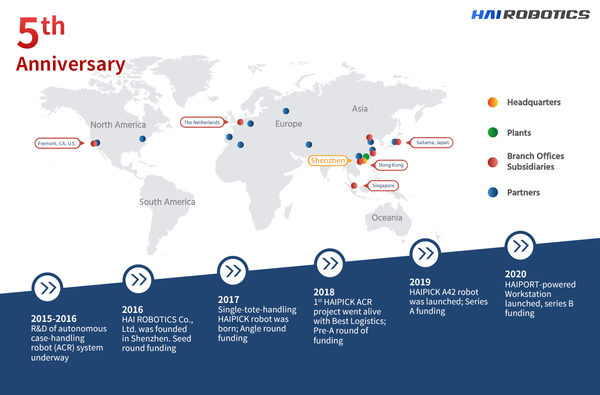 5th
Anniversary
HAI ROBOTICS
North America
Europe
Asia
South America
Oceania
Fremont, CA, U.S.
The Netherlands
Saitama, Japan
Shenzhen
Hong Kong
Singapore
Headquarters
Plants
Branch Offices
Subsidiaries
Partners
2015-2016
R&D of autonomous
case-handling
robot (ACR) system
underway
2016
HAI ROBOTICS Co.,
Ltd. was founded
in Shenzhen. Seed
round funding
2017
Single-tote-handling
HAIPICK robot was
born; Angle round
funding
2018
1st HAIPICK ACR
project went alive
with Best Logistics;
Pre-A round of
funding
2019
HAIPICK A42 robot
was launched; Series
A funding
2020
HAIPORT-powered
Workstation
launched, series B
funding